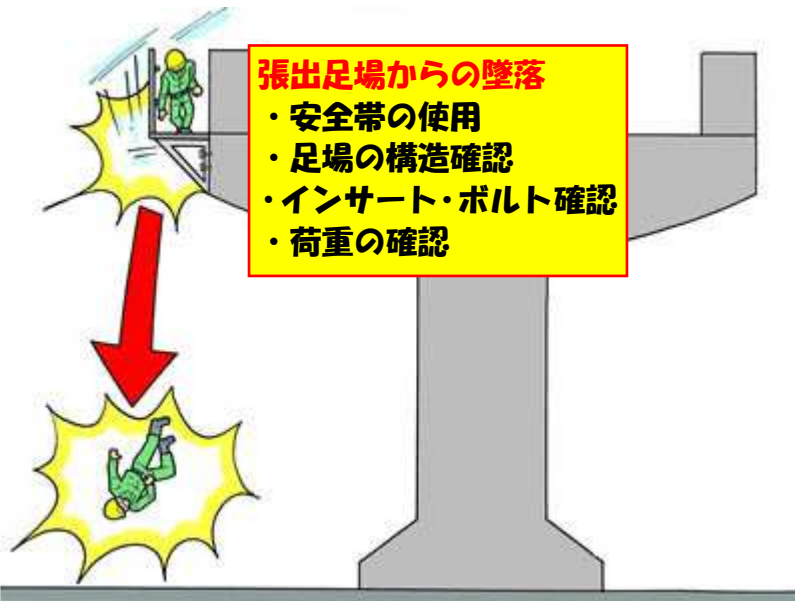 張出足場からの墜落
・安全帯の使用
・足場の構造確認
・インサート・ボルト確認
・荷重の確認